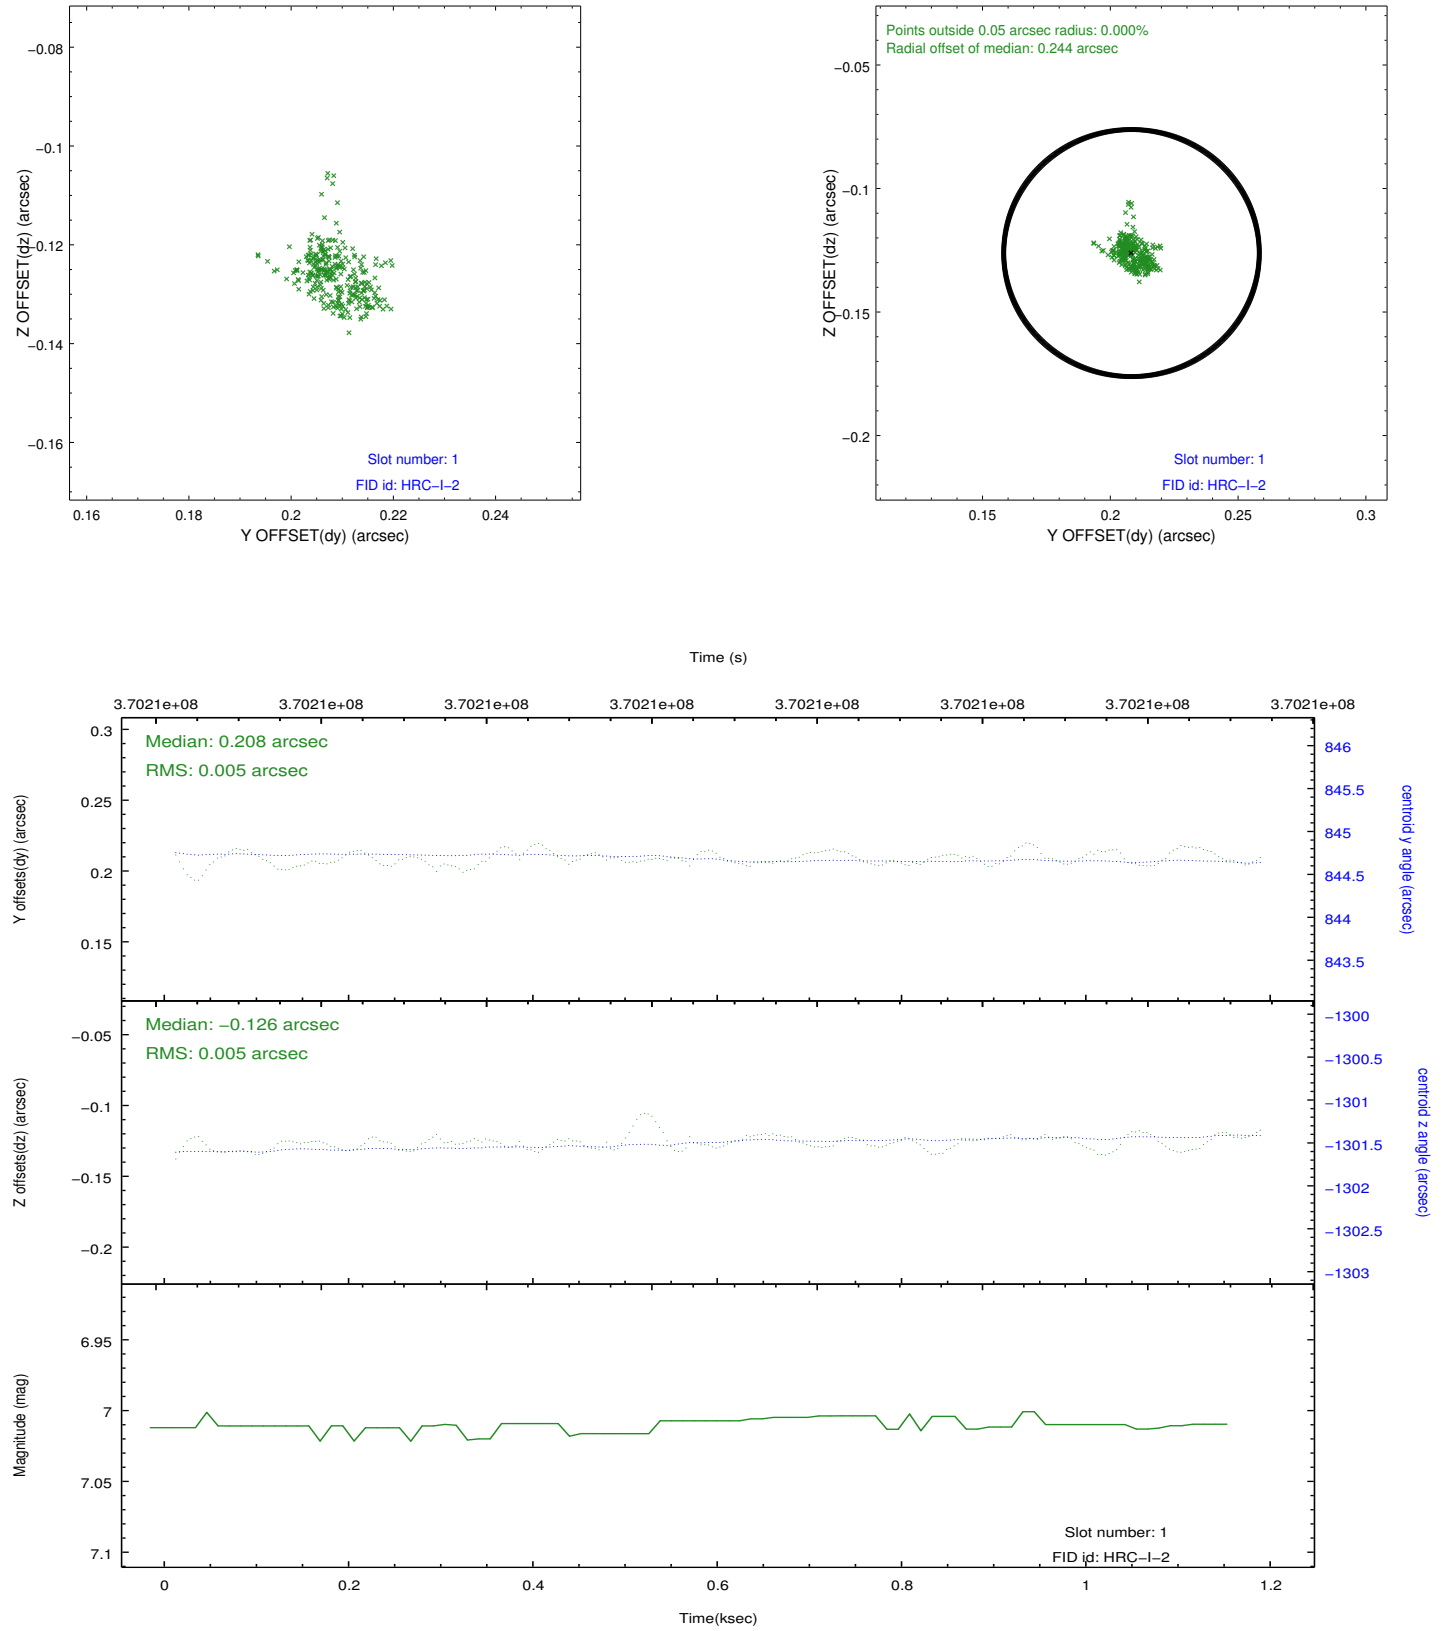 −0.08
−0.1
−0.12
−0.14
−0.16
Z OFFSET(dz) (arcsec)
Slot number: 1
FID id: HRC−I−2
0.16 0.18 0.2 0.22 0.24
Y OFFSET(dy) (arcsec)
Points outside 0.05 arcsec radius: 0.000%
Radial offset of median: 0.244 arcsec
−0.05
−0.1
−0.15
−0.2
Z OFFSET(dz) (arcsec)
Slot number: 1
FID id: HRC−I−2
0.15 0.2 0.25 0.3
Y OFFSET(dy) (arcsec)
Time (s)
3.7021e+08 3.7021e+08 3.7021e+08 3.7021e+08 3.7021e+08 3.7021e+08 3.7021e+08 3.7021e+08
Median: 0.208 arcsec
RMS: 0.005 arcsec
0.3
0.25
0.2
0.15
Y offsets(dy) (arcsec)
846
845.5
845
844.5
844
843.5
centroid y angle (arcsec)
Median: −0.126 arcsec
RMS: 0.005 arcsec
−0.05
−0.1
−0.15
−0.2
Z offsets(dz) (arcsec)
−1300
−1300.5
−1301
−1301.5
−1302
−1302.5
−1303
centroid z angle (arcsec)
6.95
7
7.05
7.1
Magnitude (mag)
Slot number: 1
FID id: HRC−I−2
0 0.2 0.4 0.6 0.8 1 1.2
Time(ksec)